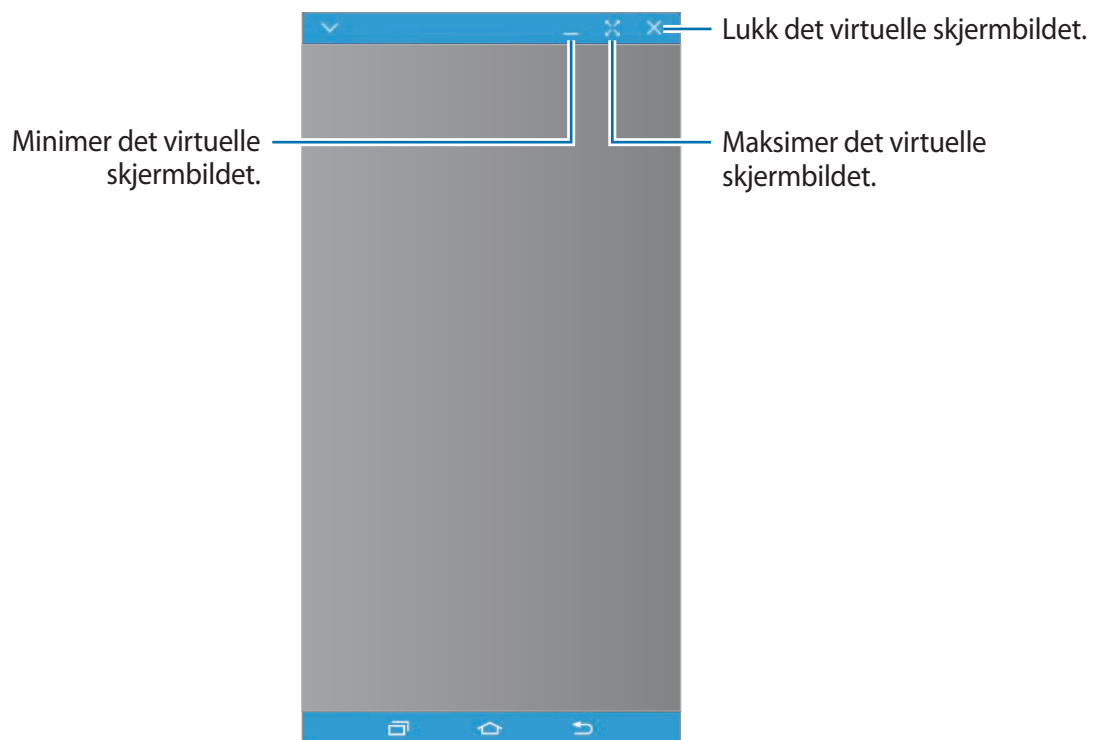 Lukk det virtuelle skjermbildet.
Minimer det virtuelle
skjermbildet.
Maksimer det virtuelle
skjermbildet.